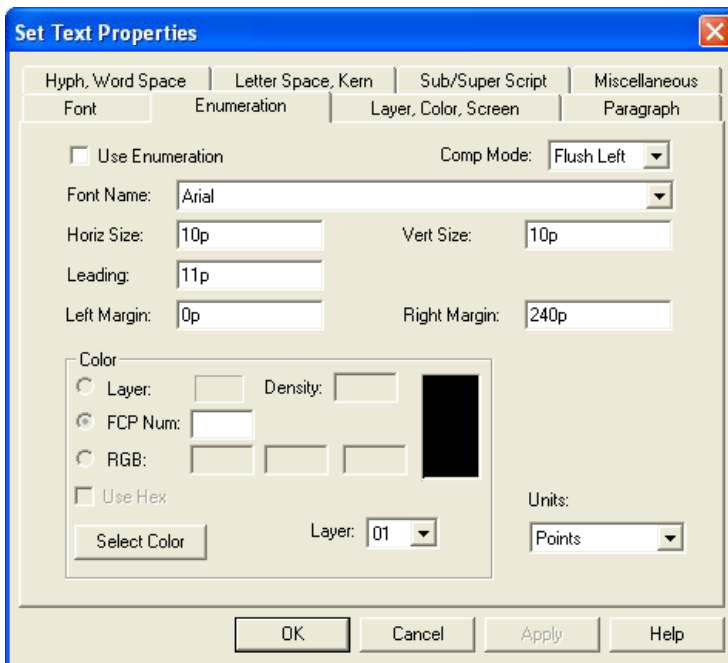 Set Text Properties
Hyph, Word Space Letter Space, Kern Sub/Super Script Miscellaneous
Font Enumeration Layer, Color, Screen Paragraph
Use Enumeration Comp Mode: Flush Left
Font Name: Arial
Horiz Size: 10p Vert Size: 10p
Leading: 11p
Left Margin: 0p Right Margin: 240p
Color
Layer: Density:
FCP Num:
RGB:
Use Hex
Units:
Select Color Layer: 01 Points
OK Cancel Apply Help